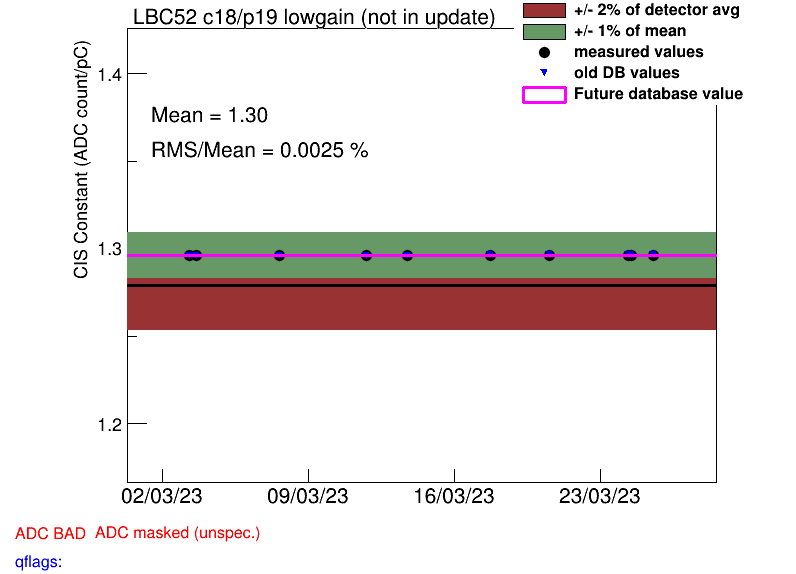 LBC52 c18/p19 lowgain (not in update)
+/- 2% of detector avg
+/- 1% of mean
measured values
old DB values
Future database value
CIS Constant (ADC count/pC)
1.4
Mean = 1.30
RMS/Mean = 0.0025 %
1.3
1.2
02/03/23 09/03/23 16/03/23 23/03/23
ADC BAD ADC masked (unspec.)
qflags: